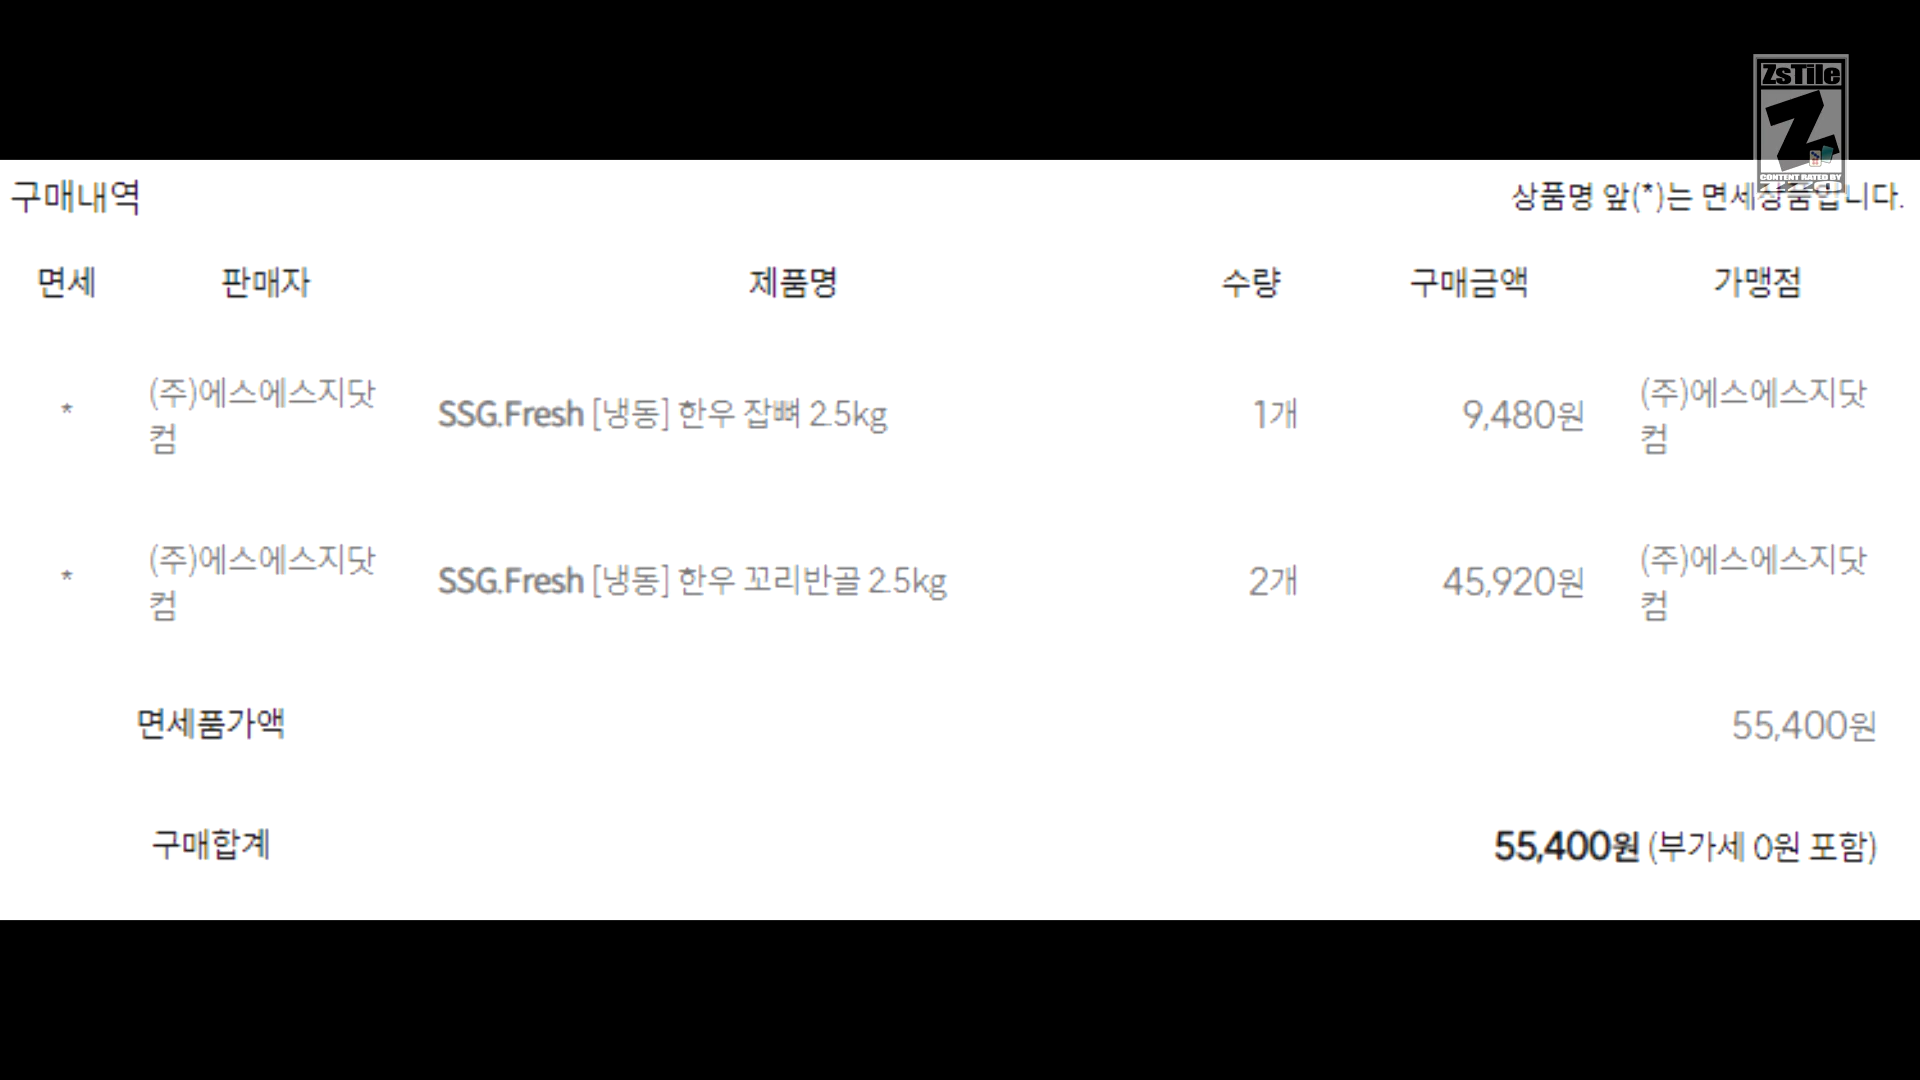 ZsTile
Z
CONTENT RATED BY
구매내역
상품명 앞(*)는 면세상품입니다.
면세 판매자 제품명 수량 구매금액 가맹점
* (주)에스에스지닷컴 SSG.Fresh [냉동] 한우 잡뼈 2.5kg 1개 9,480원 (주)에스에스지닷컴
* (주)에스에스지닷컴 SSG.Fresh [냉동] 한우 꼬리반골 2.5kg 2개 45,920원 (주)에스에스지닷컴
면세품가액 55,400원
구매합계 55,400원 (부가세 0원 포함)